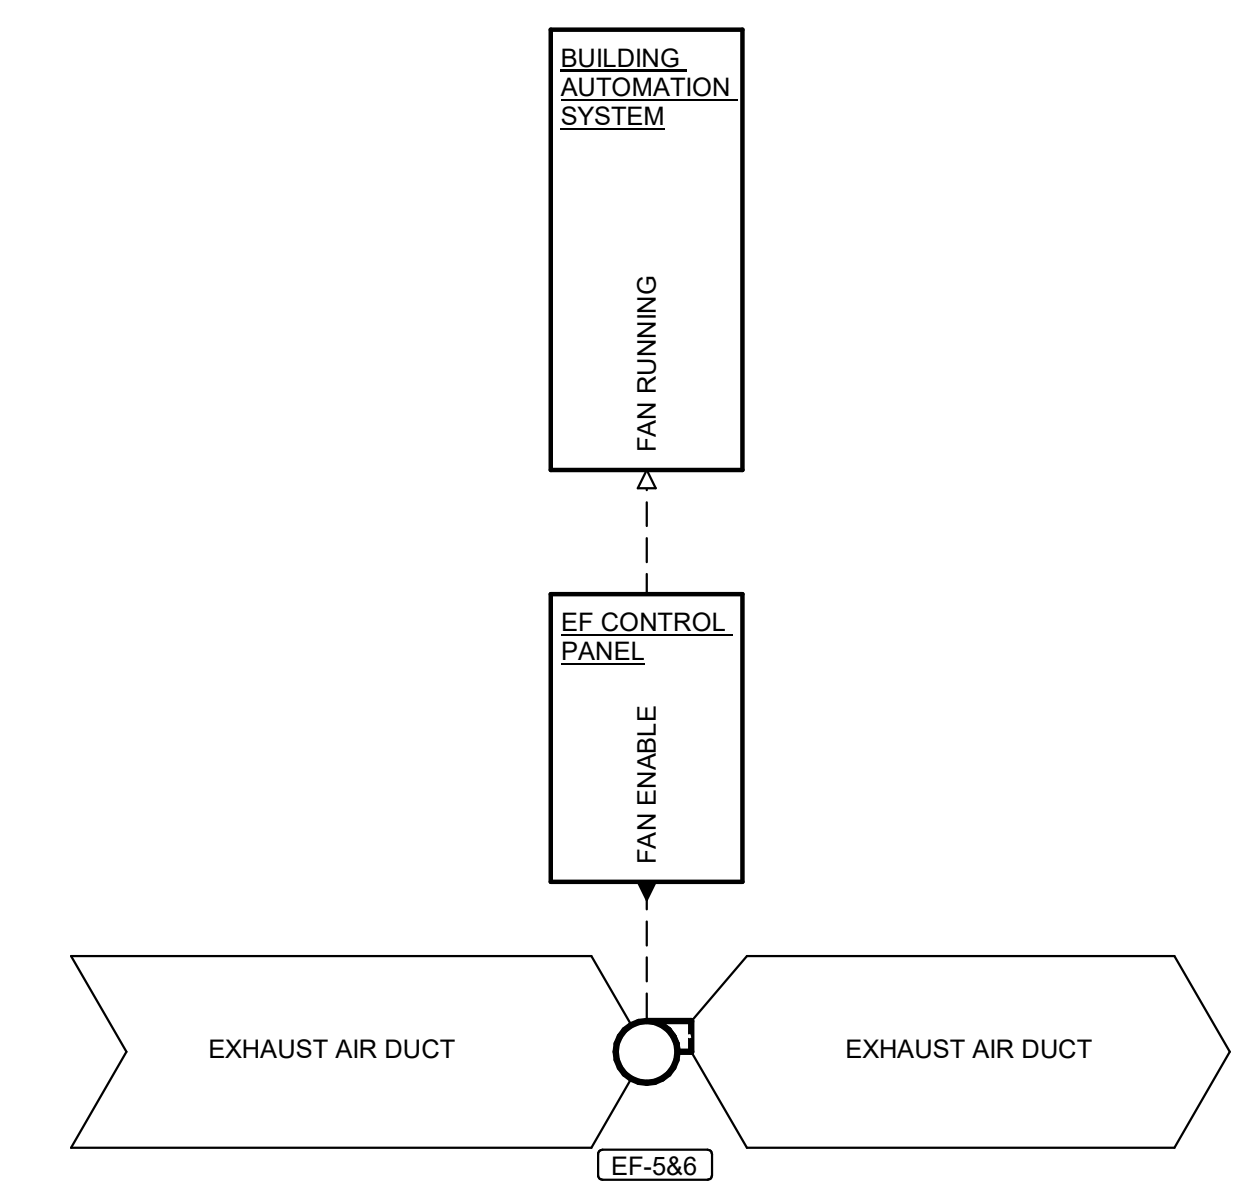 BUILDING
AUTOMATION
SYSTEM
FAN RUNNING
EF CONTROL
PANEL
FAN ENABLE
EXHAUST AIR DUCT
EXHAUST AIR DUCT
EF-5&6